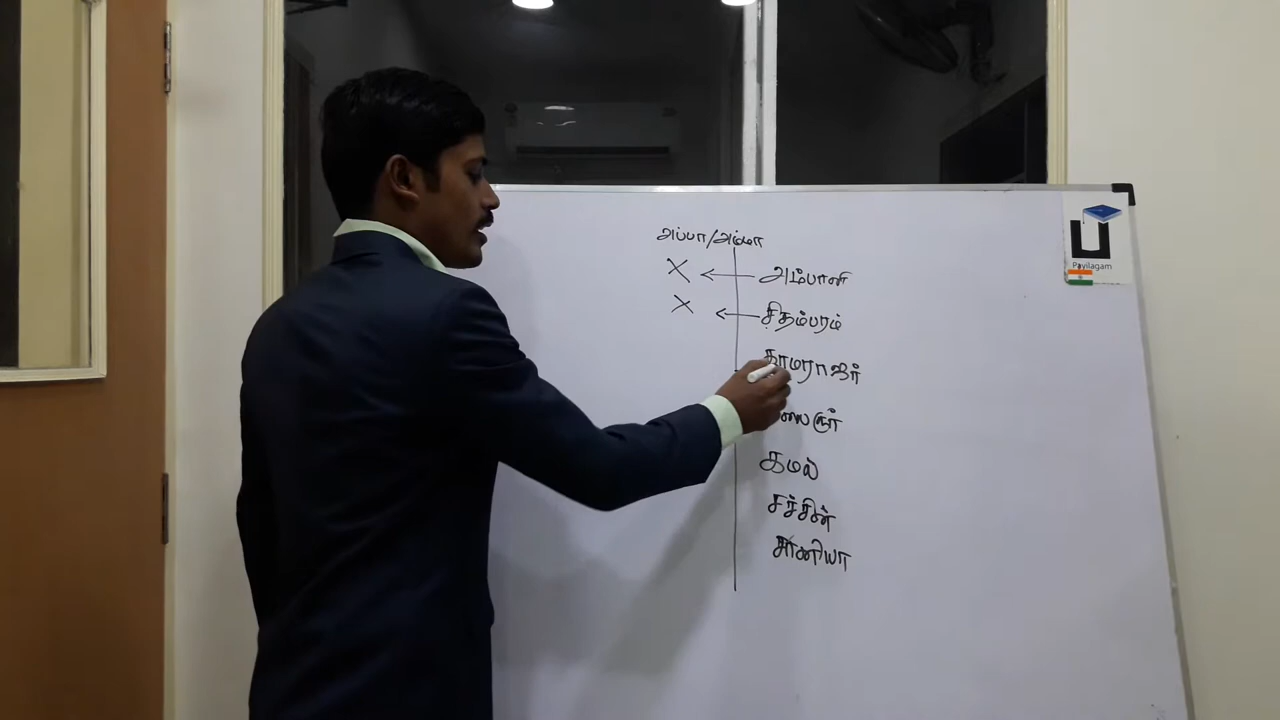 அப்பா/அம்மா
X ← அம்பானி
X ← சிதம்பரம்
காமராஜர்
கமல்
சச்சின்
சானியா
Payilagam